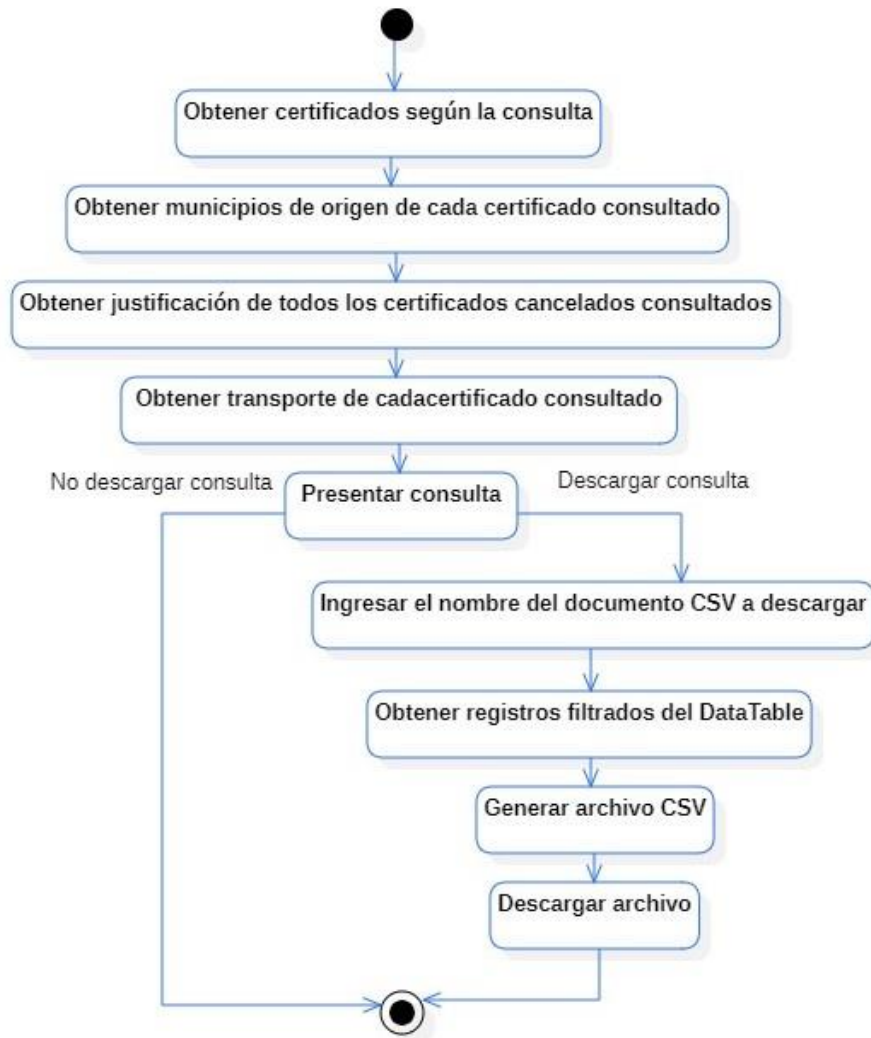 Obtener certificados según la consulta
Obtener municipios de origen de cada certificado consultado
Obtener justificación de todos los certificados cancelados consultados
Obtener transporte de cadacertificado consultado
No descargar consulta
Presentar consulta
Descargar consulta
Ingresar el nombre del documento CSV a descargar
Obtener registros filtrados del DataTable
Generar archivo CSV
Descargar archivo